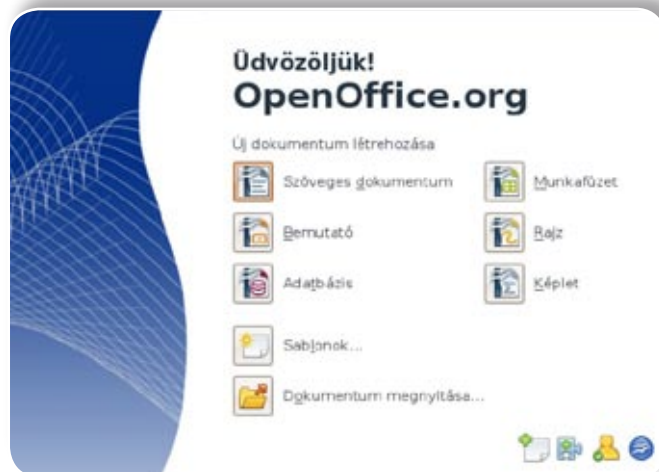 Üdvözöljük!
OpenOffice.org
Új dokumentum létrehozása
Szöveges dokumentum
Munkafüzet
Bemutató
Rajz
Adatbázis
Képlet
Sablonok...
Dokumentum megnyitása...